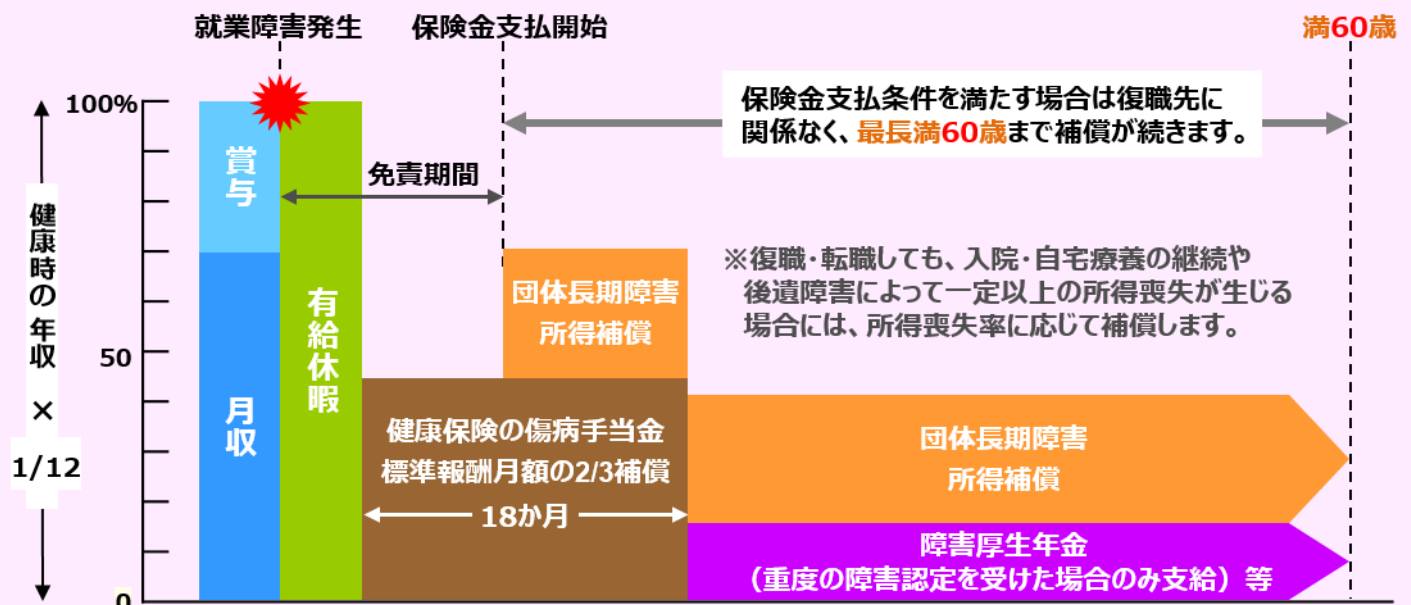 就業障害発生
保険金支払開始
満60歳
100%
保険金支払条件を満たす場合は復職先に
関係なく、最長満60歳まで補償が続きます。
賞与
免責期間
健康時の年収 × 1/12
※復職・転職しても、入院・自宅療養の継続や
後遺障害によって一定以上の所得喪失が生じる
場合には、所得喪失率に応じて補償します。
団体長期障害
所得補償
有給休暇
50
月収
健康保険の傷病手当金
標準報酬月額の2/3補償
18か月
団体長期障害
所得補償
障害厚生年金
（重度の障害認定を受けた場合のみ支給）等
0